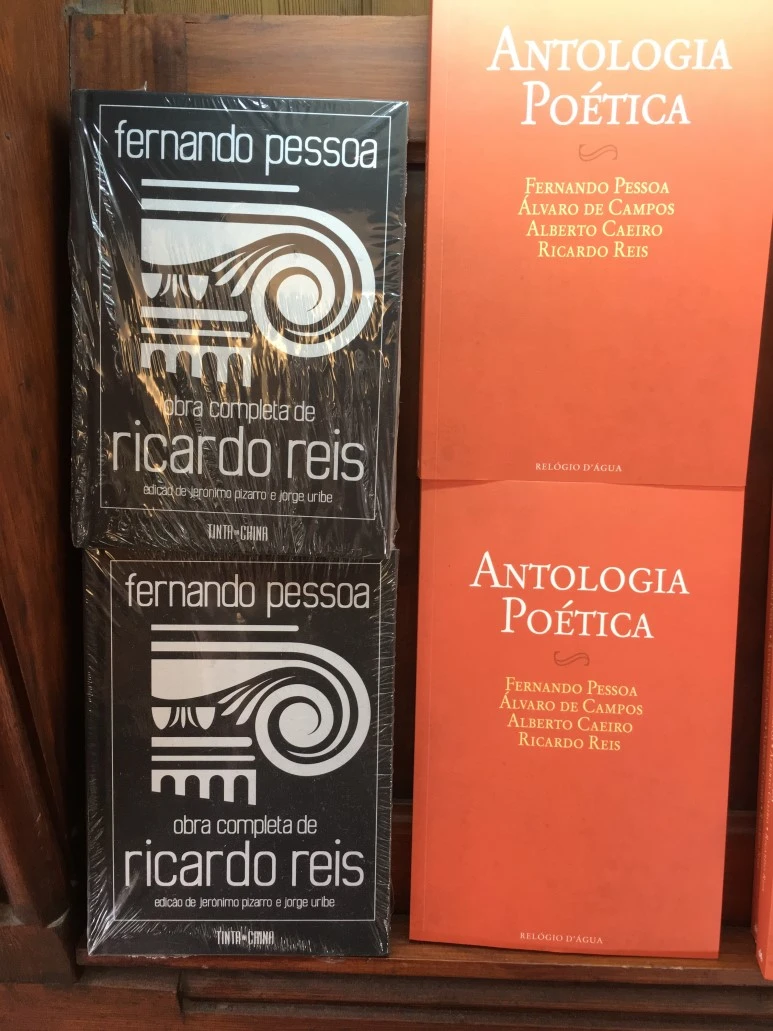 fernando pessoa
obra completa de
ricardo reis
edição de jerónimo pizarro e jorge uribe
TINTA DA CHINA
fernando pessoa
obra completa de
ricardo reis
edição de jerónimo pizarro e jorge uribe
TINTA DA CHINA
ANTOLOGIA
POÉTICA
FERNANDO PESSOA
ÁLVARO DE CAMPOS
ALBERTO CAEIRO
RICARDO REIS
RELÓGIO D'ÁGUA
ANTOLOGIA
POÉTICA
FERNANDO PESSOA
ÁLVARO DE CAMPOS
ALBERTO CAEIRO
RICARDO REIS
RELÓGIO D'ÁGUA